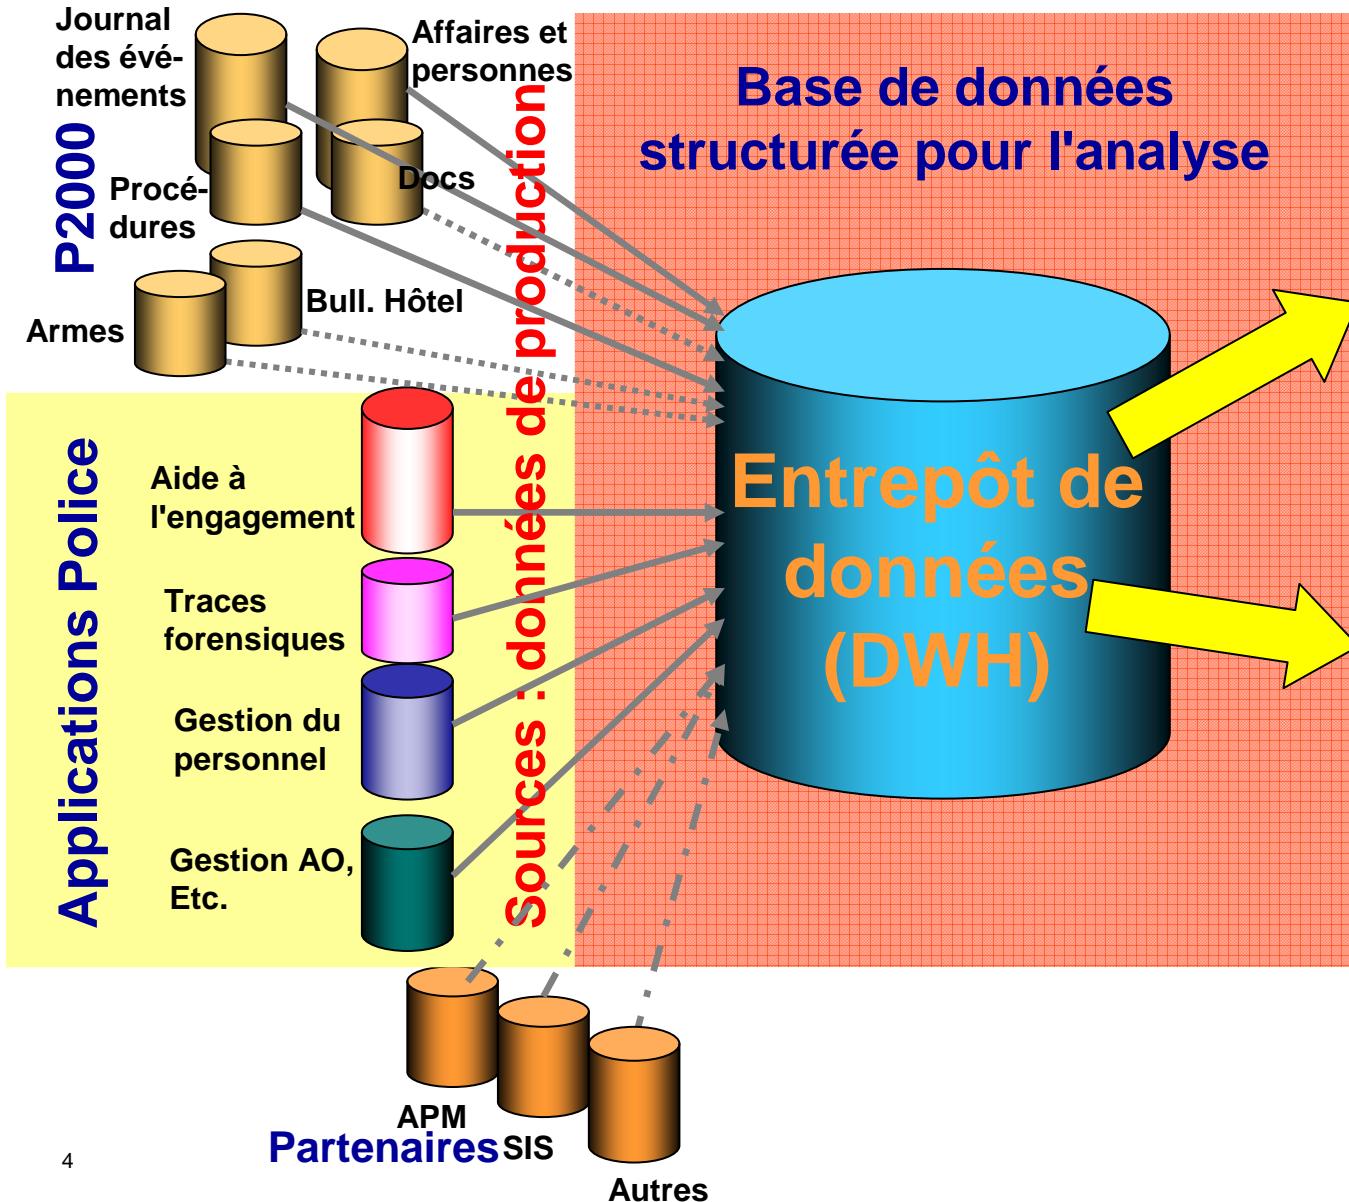 Journal
des évé-
nements
Affaires et
personnes
P2000
Procé-
dures
Docs
Bull. Hôtel
Armes
Applications Police
Aide à
l'engagement
Traces
forensiques
Gestion du
personnel
Gestion AO,
Etc.
Sources : données de production
Base de données
structurée pour l'analyse
Entrepôt de
données
(DWH)
APM
Partenaires
SIS
Autres
4